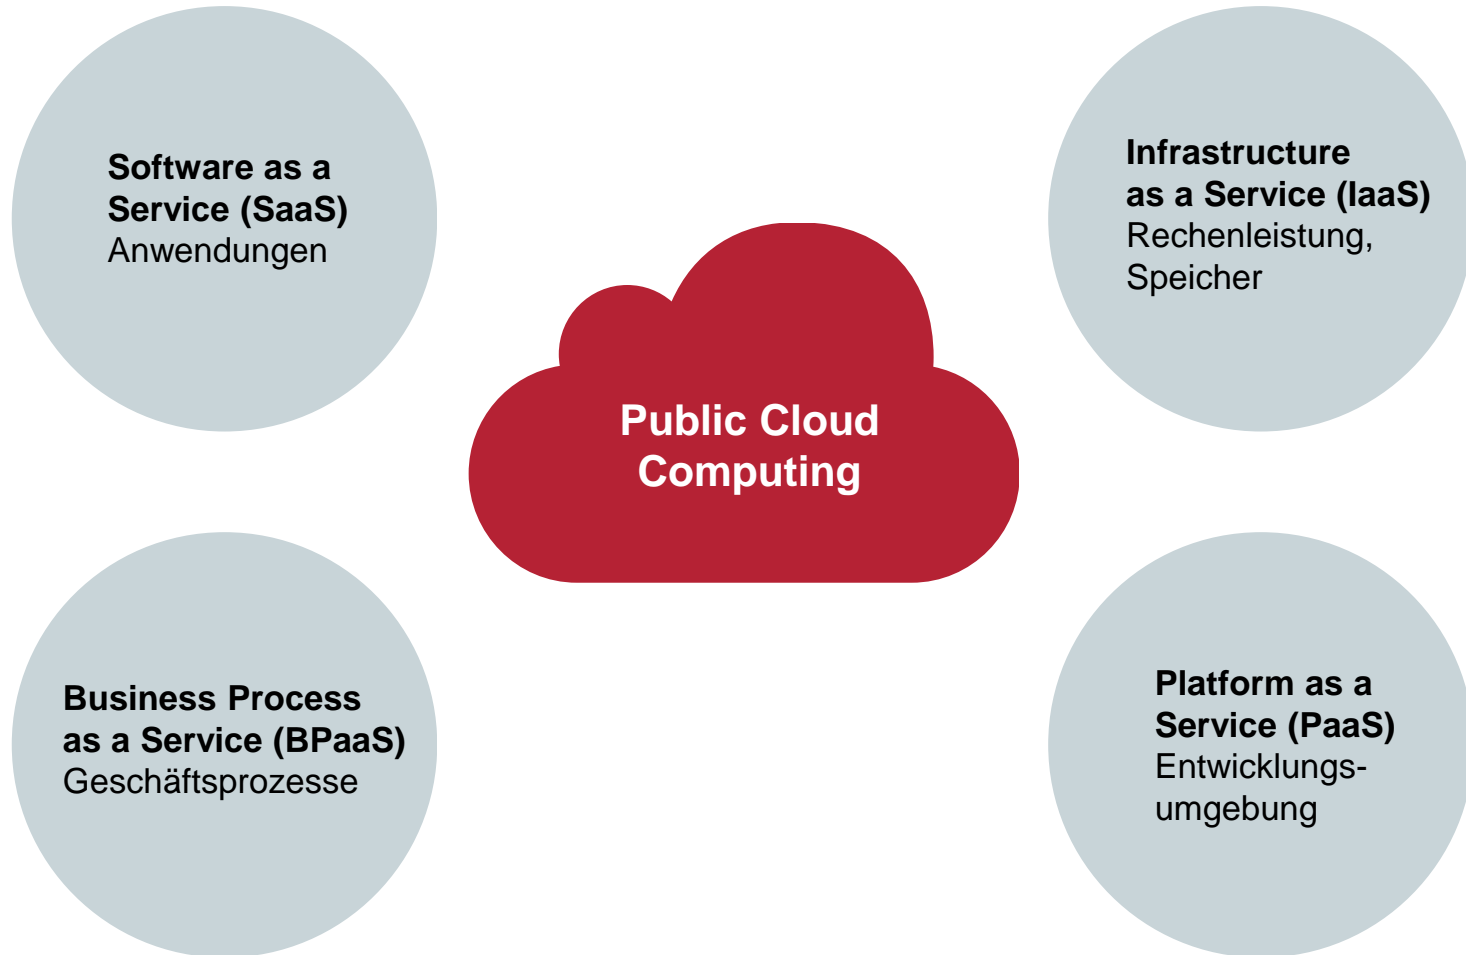 Software as a
Service (SaaS)
Anwendungen
Infrastructure
as a Service (IaaS)
Rechenleistung,
Speicher
Public Cloud
Computing
Business Process
as a Service (BPaaS)
Geschäftsprozesse
Platform as a
Service (PaaS)
Entwicklungs-
umgebung